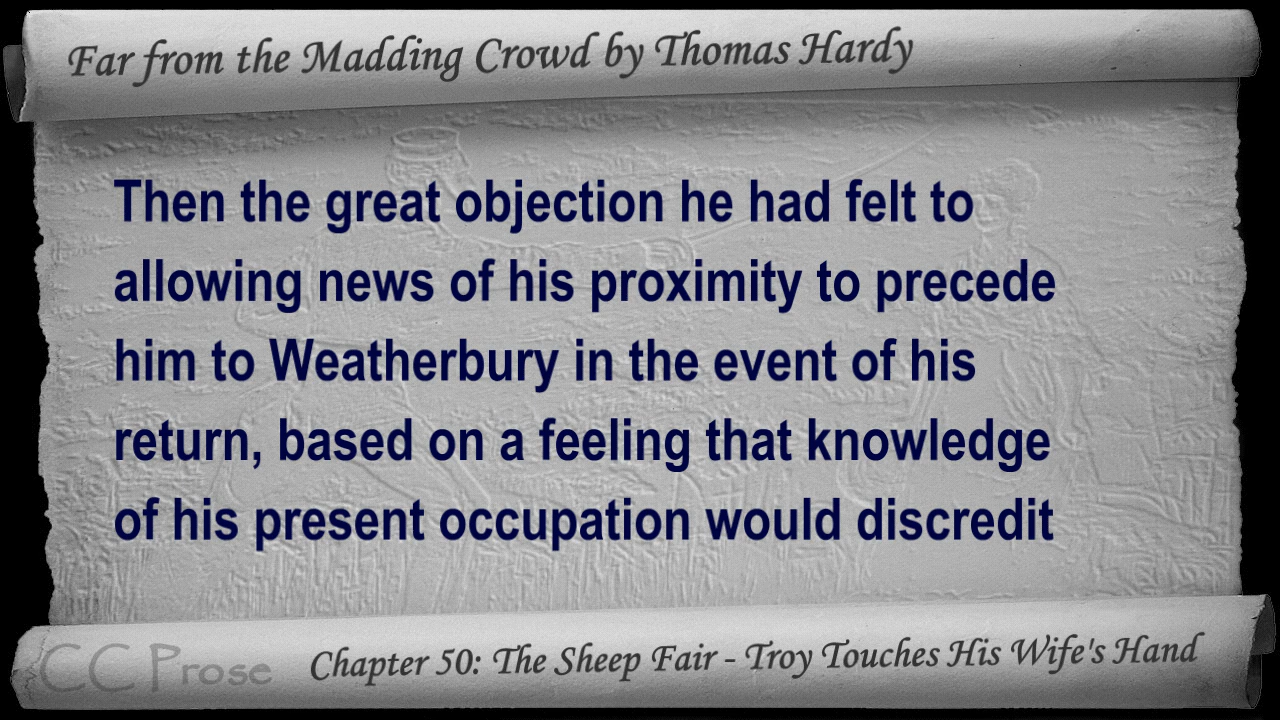 Far from the Madding Crowd by Thomas Hardy
Then the great objection he had felt to
allowing news of his proximity to precede
him to Weatherbury in the event of his
return, based on a feeling that knowledge
of his present occupation would discredit
CC Prose
Chapter 50: The Sheep Fair - Troy Touches His Wife's Hand